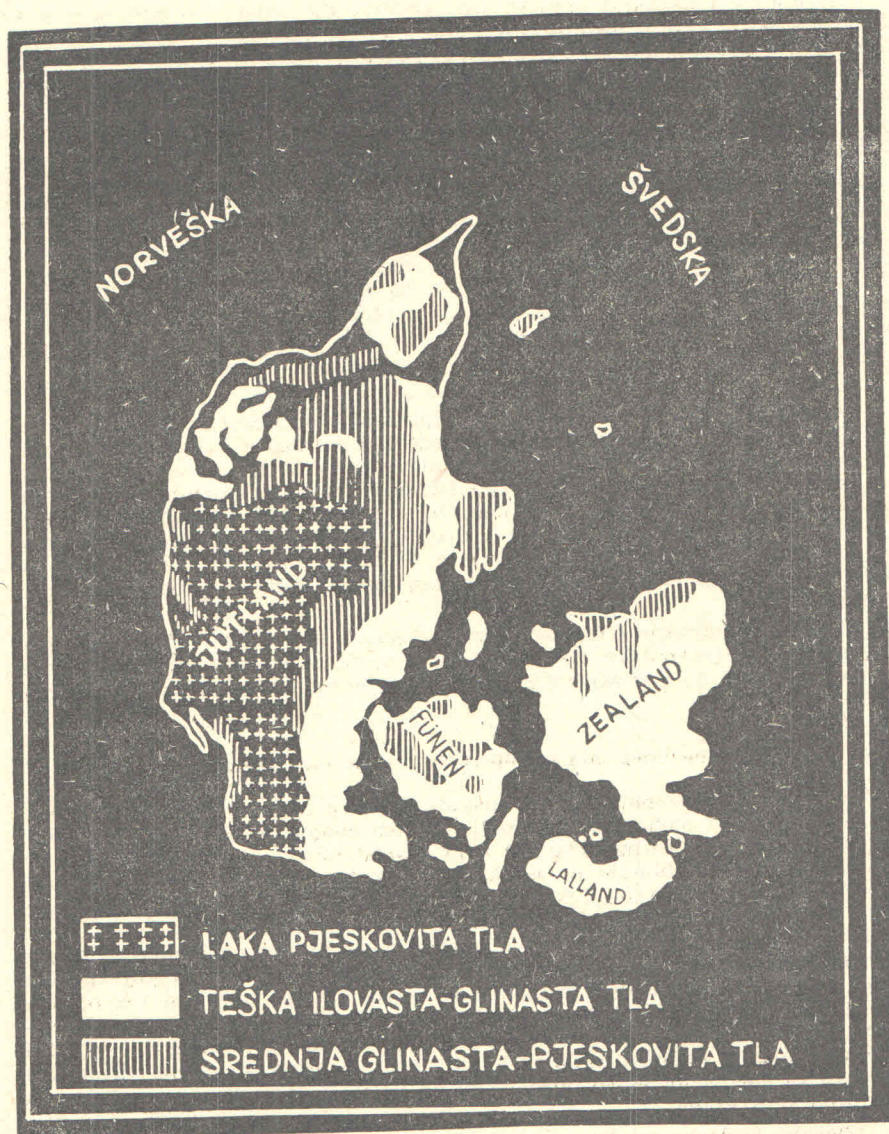 NORVEŠKA
ŠVEDSKA
JUTLAND
FÜNEN
ZEALAND
LALLAND
LAKA PJESKOVITA TLA
TEŠKA ILOVASTA-GLINASTA TLA
SREDNJA GLINASTA-PJESKOVITA TLA